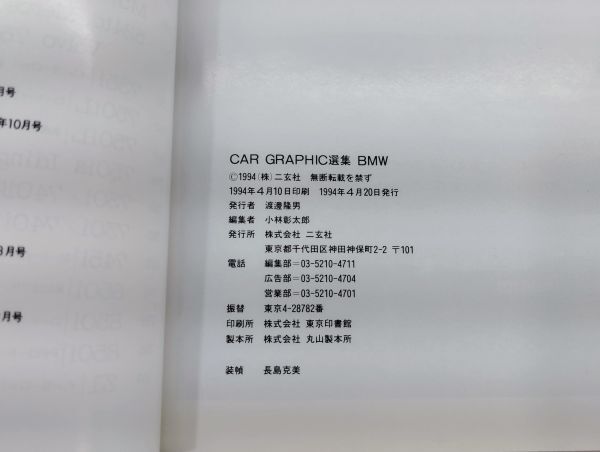 月号
年10月号
月号
月号
CAR GRAPHIC選集 BMW
©1994 (株) 二玄社 無断転載を禁ず
1994年4月10日印刷 1994年4月20日発行
発行者 渡邊隆男
編集者 小林彰太郎
発行所 株式会社 二玄社
東京都千代田区神田神保町2-2 〒101
電話 編集部=03-5210-4711
広告部=03-5210-4704
営業部=03-5210-4701
振替 東京4-28782番
印刷所 株式会社 東京印書館
製本所 株式会社 丸山製本所
装幀 長島克美